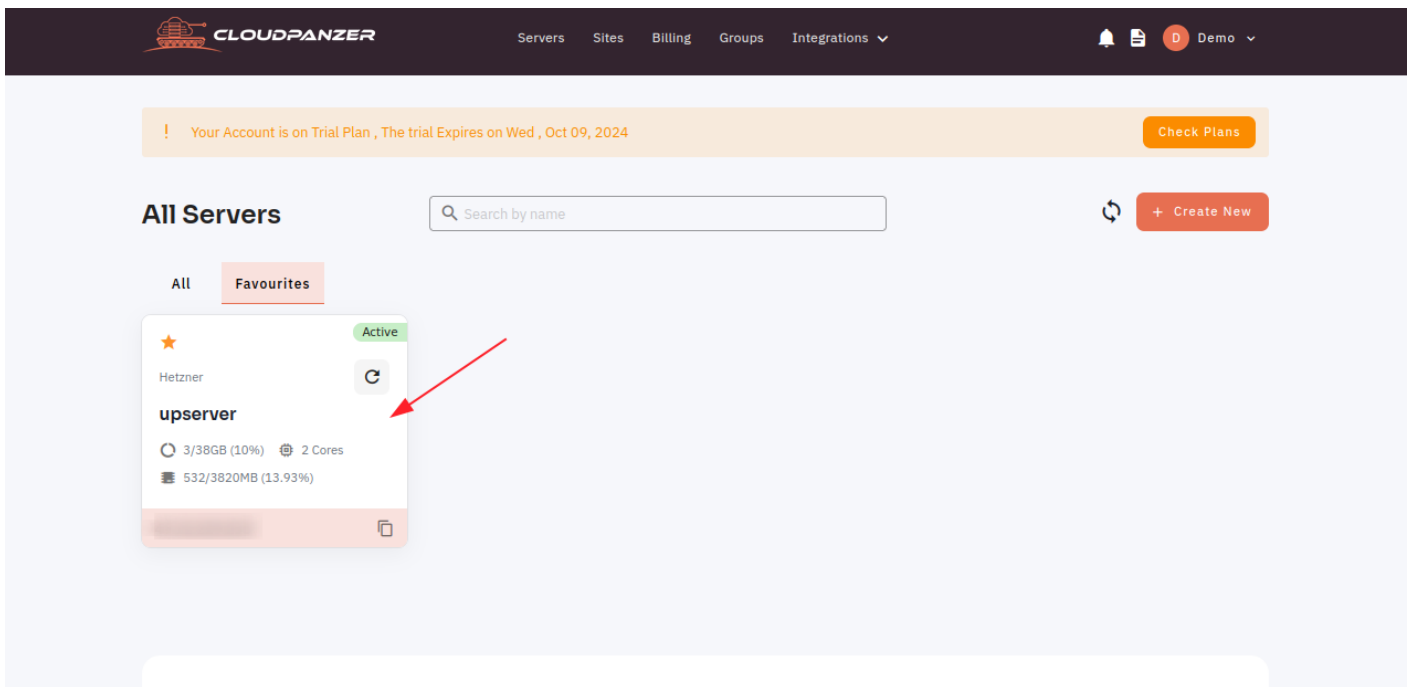 CLOUDPANZER Servers Sites Billing Groups Integrations D Demo
! Your Account is on Trial Plan , The trial Expires on Wed , Oct 09, 2024 Check Plans
All Servers Search by name + Create New
All Favourites
Active
Hetzner
upserver
3/38GB (10%) 2 Cores
532/3820MB (13.93%)